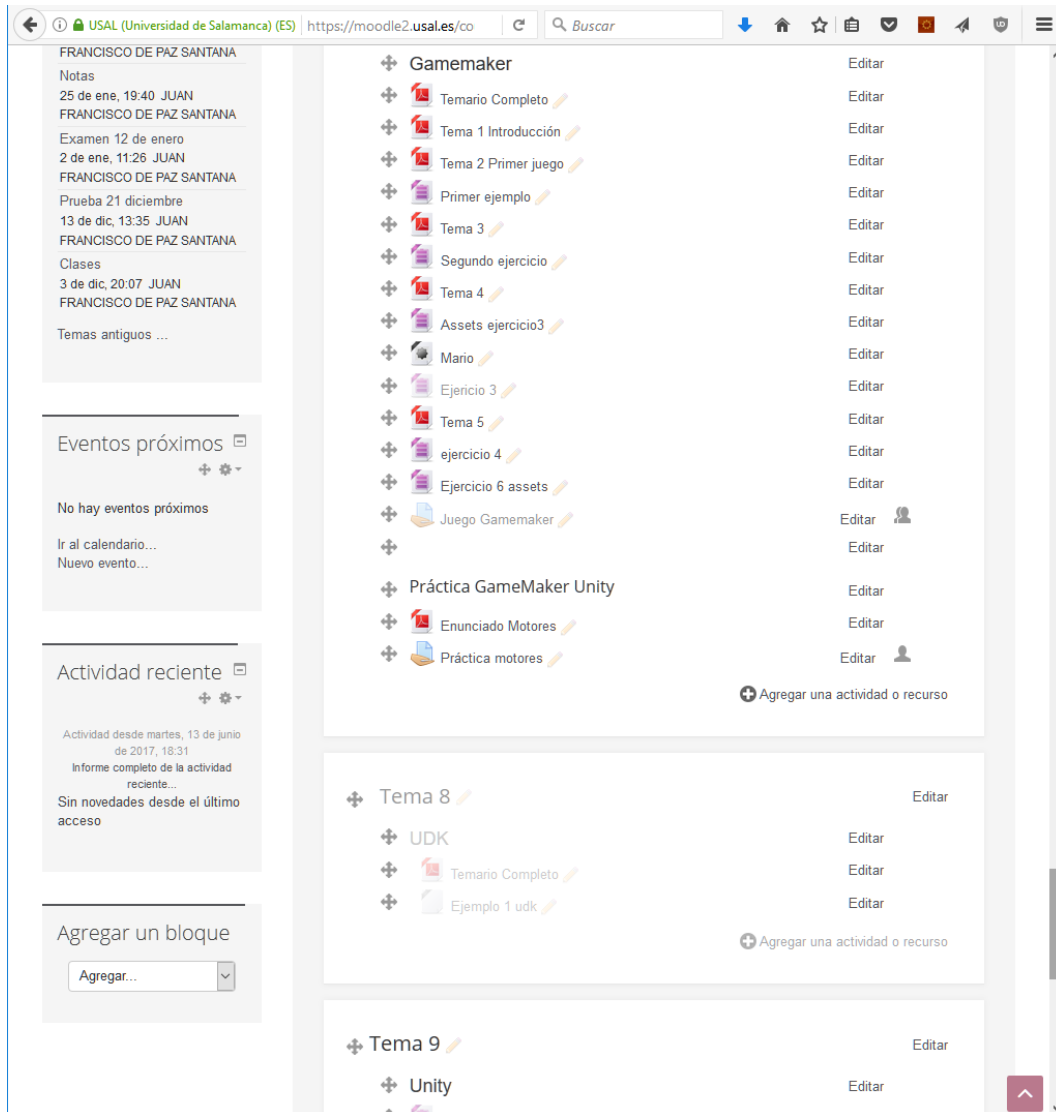 USAL (Universidad de Salamanca) (ES) https://moodle2.usal.es/co Buscar
FRANCISCO DE PAZ SANTANA
Notas
25 de ene, 19:40 JUAN
FRANCISCO DE PAZ SANTANA
Examen 12 de enero
2 de ene, 11:26 JUAN
FRANCISCO DE PAZ SANTANA
Prueba 21 diciembre
13 de dic, 13:35 JUAN
FRANCISCO DE PAZ SANTANA
Clases
3 de dic, 20:07 JUAN
FRANCISCO DE PAZ SANTANA
Temas antiguos ...
Eventos próximos
No hay eventos próximos
Ir al calendario...
Nuevo evento...
Actividad reciente
Actividad desde martes, 13 de junio
de 2017, 18:31
Informe completo de la actividad
reciente...
Sin novedades desde el último
acceso
Agregar un bloque
Agregar...
Gamemaker Editar
Temario Completo Editar
Tema 1 Introducción Editar
Tema 2 Primer juego Editar
Primer ejemplo Editar
Tema 3 Editar
Segundo ejercicio Editar
Tema 4 Editar
Assets ejercicio3 Editar
Mario Editar
Ejericio 3 Editar
Tema 5 Editar
ejercicio 4 Editar
Ejercicio 6 assets Editar
Juego Gamemaker Editar
Editar
Práctica GameMaker Unity Editar
Enunciado Motores Editar
Práctica motores Editar
Agregar una actividad o recurso
Tema 8 Editar
UDK Editar
Temario Completo Editar
Ejemplo 1 udk Editar
Agregar una actividad o recurso
Tema 9 Editar
Unity Editar